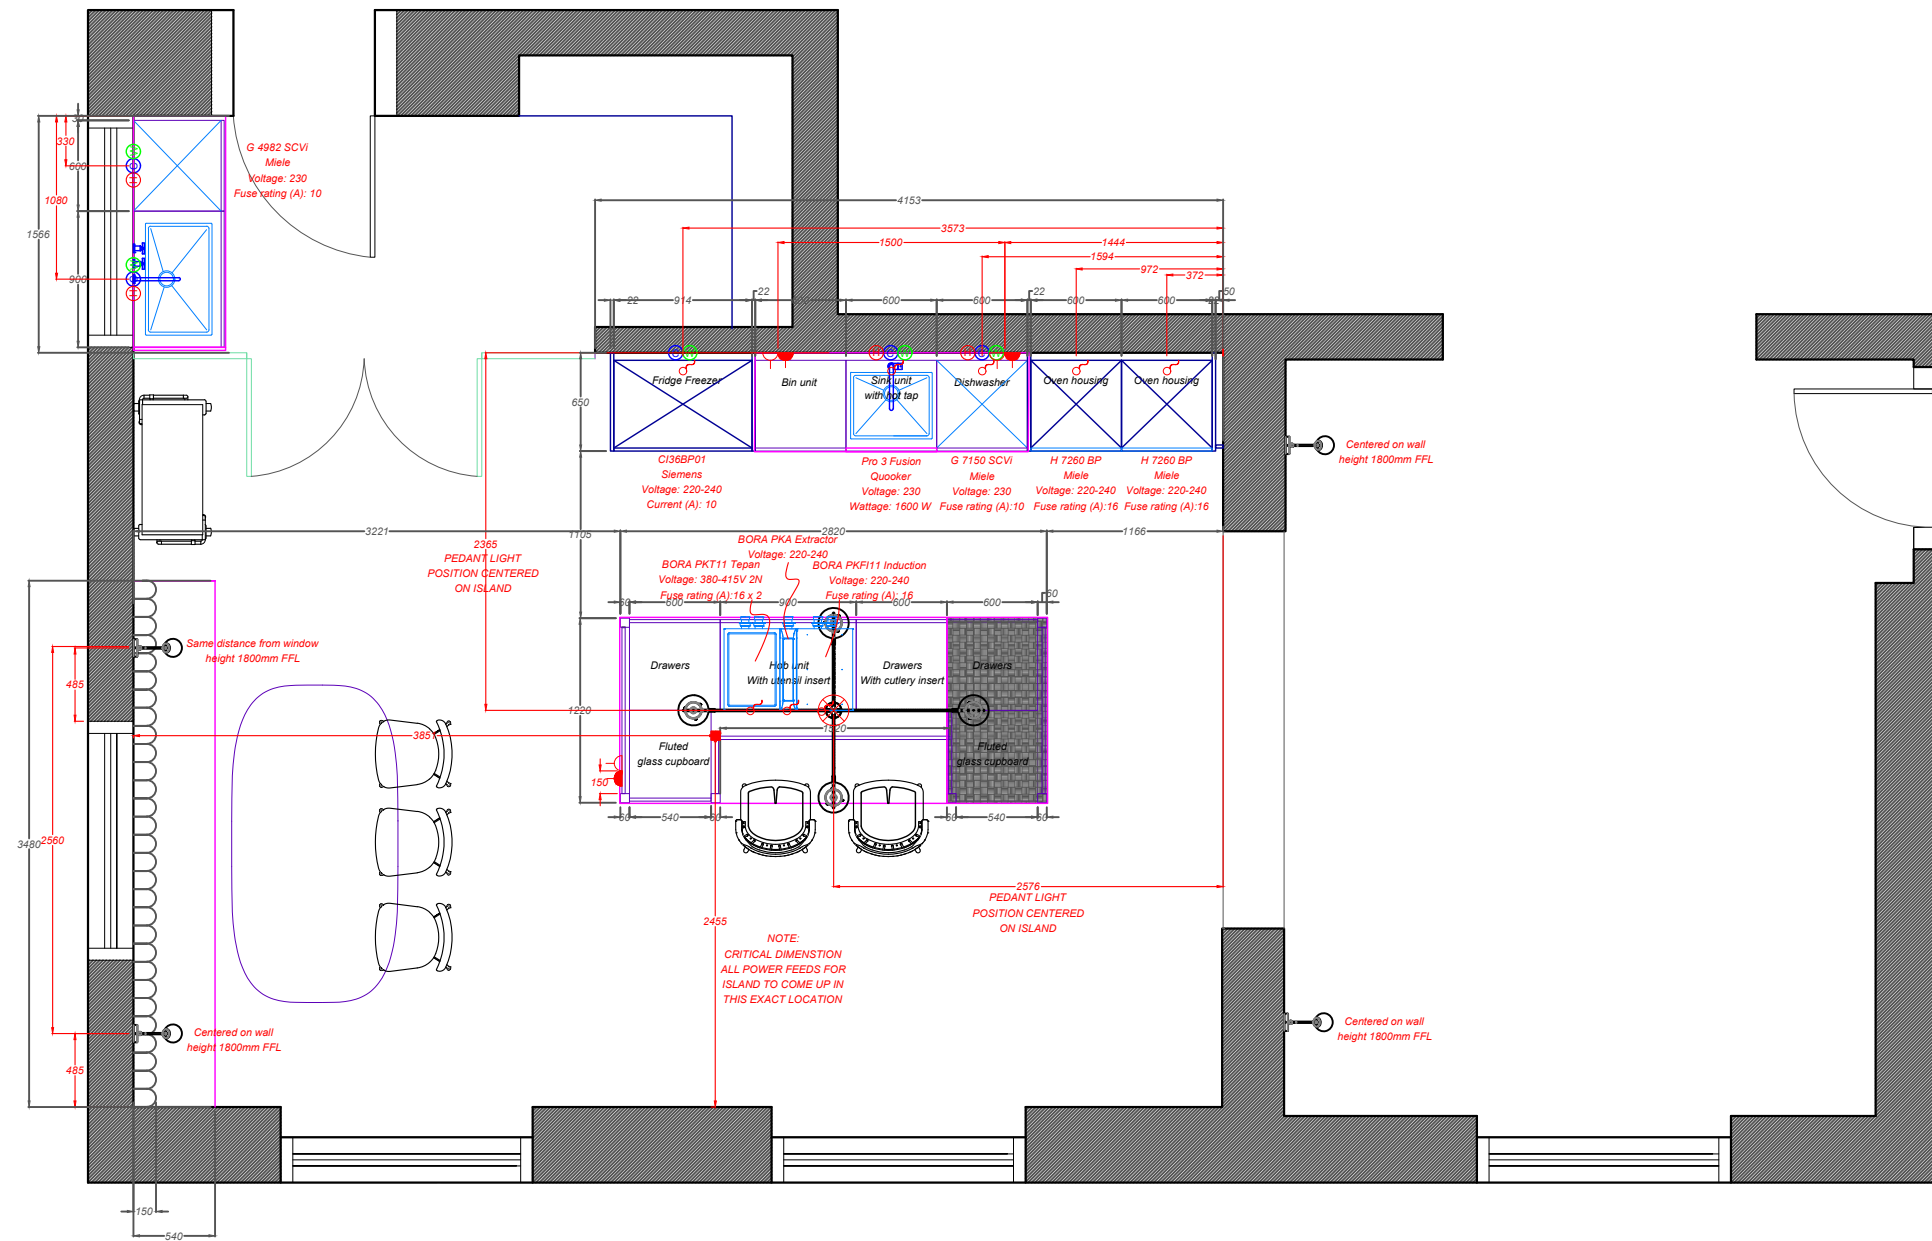 G 4982 SCVi
Miele
Voltage: 230
Fuse rating (A): 10
330
600
1080
1566
900
4153
3573
1500
1444
1594
972
372
22
914
22
600
600
22
600
600
22
50
Fridge Freezer
Bin unit
Sink unit
with hot tap
Dishwasher
Oven housing
Oven housing
650
CI36BP01
Siemens
Voltage: 220-240
Current (A): 10
Pro 3 Fusion
Quooker
Voltage: 230
Wattage: 1600 W
G 7150 SCVi
Miele
Voltage: 230
Fuse rating (A):10
H 7260 BP
Miele
Voltage: 220-240
Fuse rating (A):16
H 7260 BP
Miele
Voltage: 220-240
Fuse rating (A):16
Centered on wall
height 1800mm FFL
3221
1105
2820
1166
2365
PEDANT LIGHT
POSITION CENTERED
ON ISLAND
BORA PKA Extractor
Voltage: 220-240
BORA PKT11 Tepan
Voltage: 380-415V 2N
Fuse rating (A):16 x 2
BORA PKFI11 Induction
Voltage: 220-240
Fuse rating (A): 16
60
600
900
600
600
60
Same distance from window
height 1800mm FFL
485
Drawers
Hob unit
With utensil insert
Drawers
With cutlery insert
Drawers
1220
385
1520
Fluted
glass cupboard
Fluted
glass cupboard
150
60
540
60
60
540
60
3480
2560
2576
PEDANT LIGHT
POSITION CENTERED
ON ISLAND
2455
NOTE:
CRITICAL DIMENSTION
ALL POWER FEEDS FOR
ISLAND TO COME UP IN
THIS EXACT LOCATION
Centered on wall
height 1800mm FFL
Centered on wall
height 1800mm FFL
485
150
540